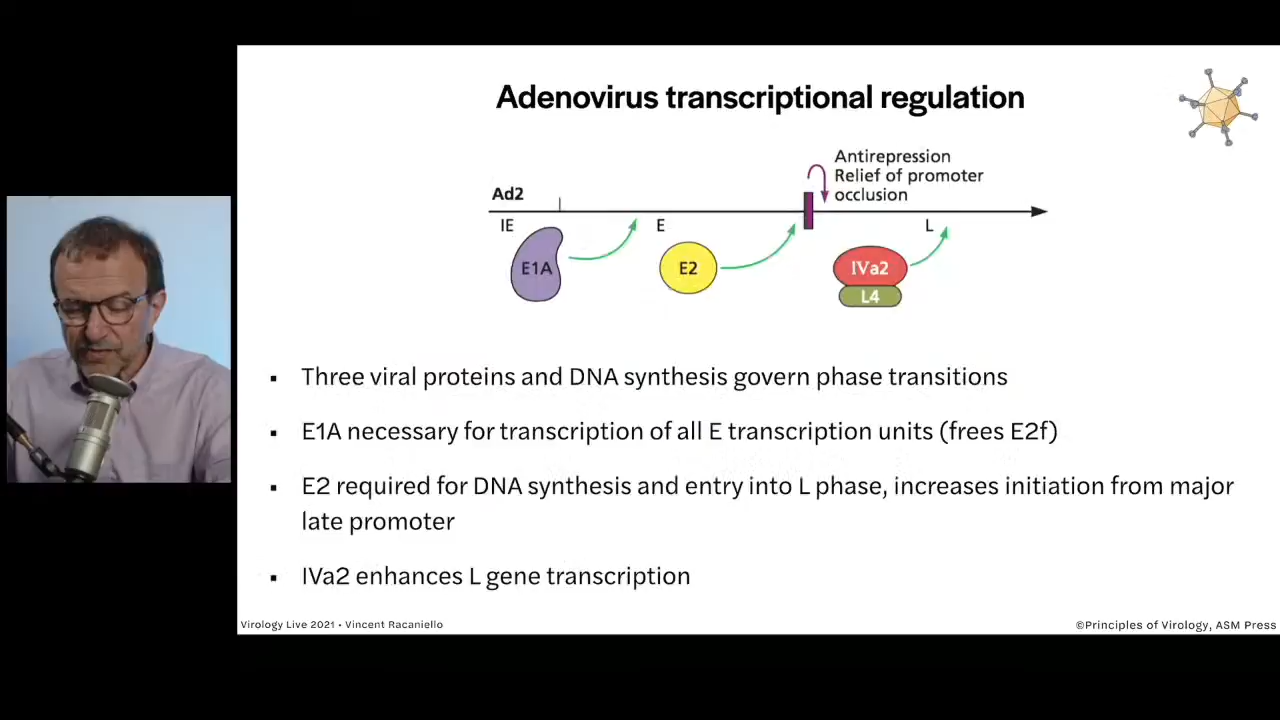 Adenovirus transcriptional regulation
Antirepression
Relief of promoter
occlusion
Ad2
IE
E
L
E1A
E2
IVa2
L4
▪ Three viral proteins and DNA synthesis govern phase transitions
▪ E1A necessary for transcription of all E transcription units (frees E2f)
▪ E2 required for DNA synthesis and entry into L phase, increases initiation from major
late promoter
▪ IVa2 enhances L gene transcription
Virology Live 2021 • Vincent Racaniello
©Principles of Virology, ASM Press